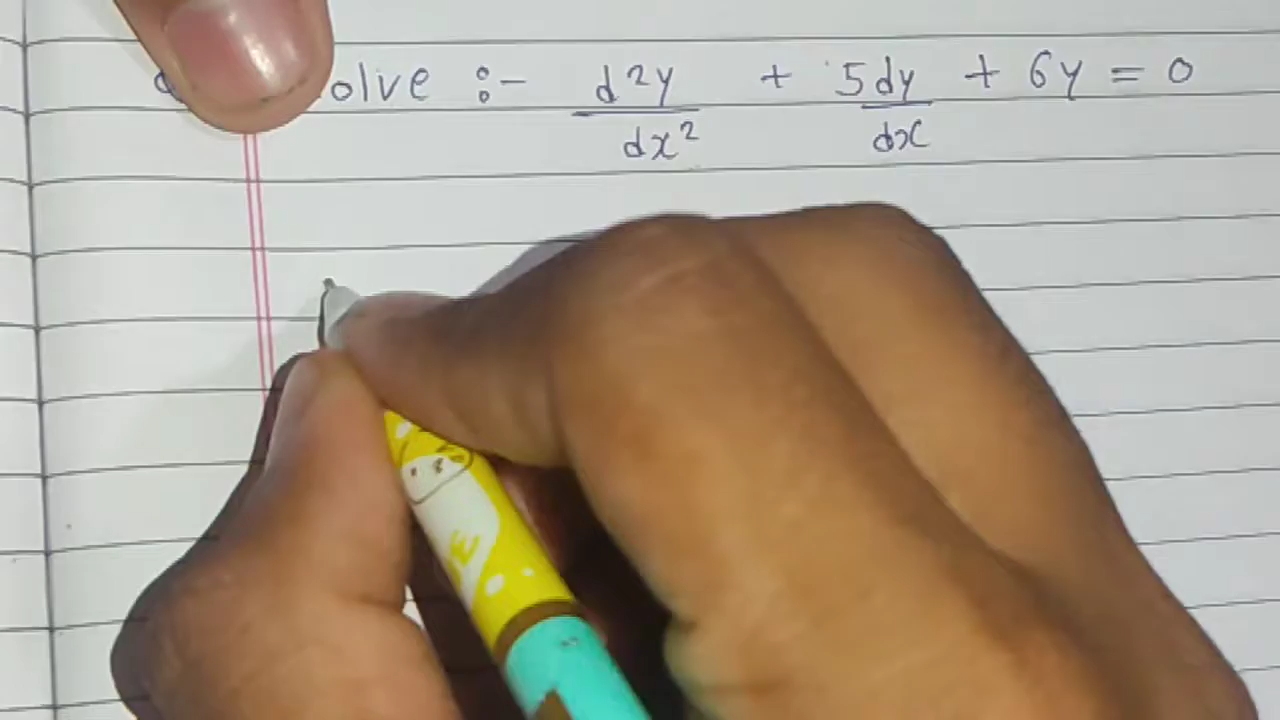 olve :- d²y/dx² + 5dy/dx + 6y = 0